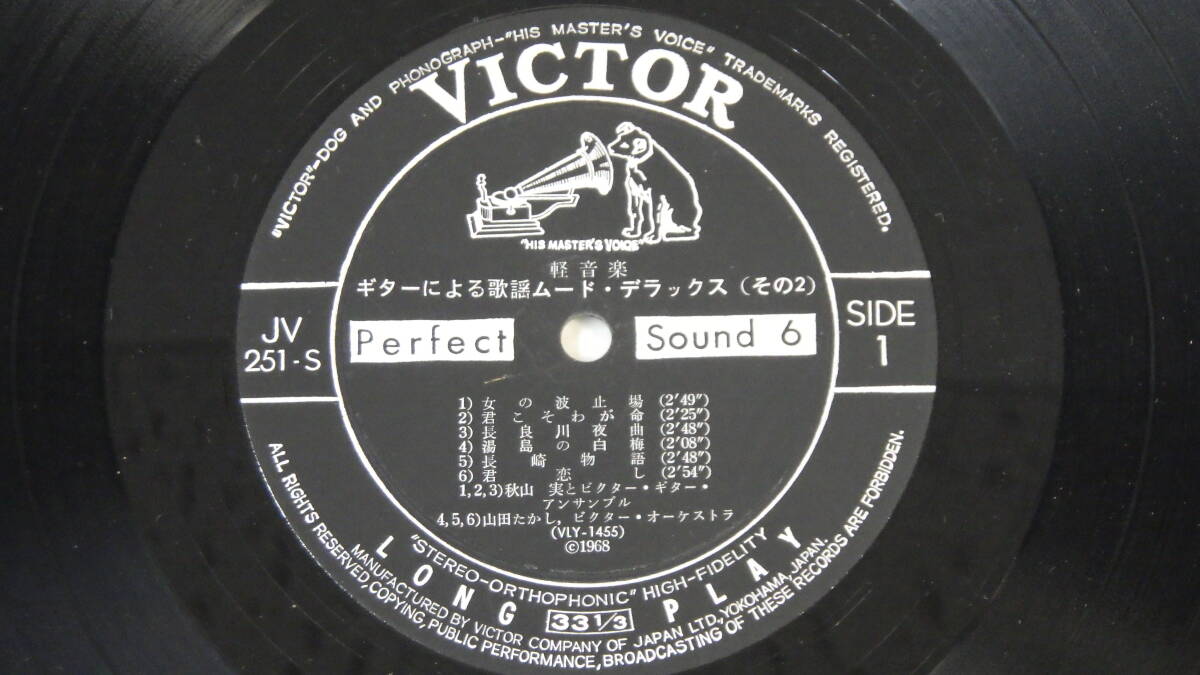 "VICTOR"-DOG AND PHONOGRAPH-"HIS MASTER'S VOICE" TRADEMARKS REGISTERED.
VICTOR
"HIS MASTER'S VOICE"
軽音楽
ギターによる歌謡ムード・デラックス(その2)
JV
251-S
Perfect Sound 6
SIDE
1
1) 女の波止場 (2'49")
2) 君こそわが命 (2'25")
3) 長良川夜曲 (2'48")
4) 湯島の白梅 (2'08")
5) 長崎物語 (2'48")
6) 君恋し (2'54")
1,2,3)秋山 実とビクター・ギター・
アンサンブル
4,5,6)山田たかし, ビクター・オーケストラ
(VLY-1455)
©1968
"STEREO-ORTHOPHONIC" HIGH-FIDELITY
LONG 33 1/3 PLAY
MANUFACTURED BY VICTOR COMPANY OF JAPAN LTD., YOKOHAMA, JAPAN.
ALL RIGHTS RESERVED, COPYING, PUBLIC PERFORMANCE, BROADCASTING OF THESE RECORDS ARE FORBIDDEN.